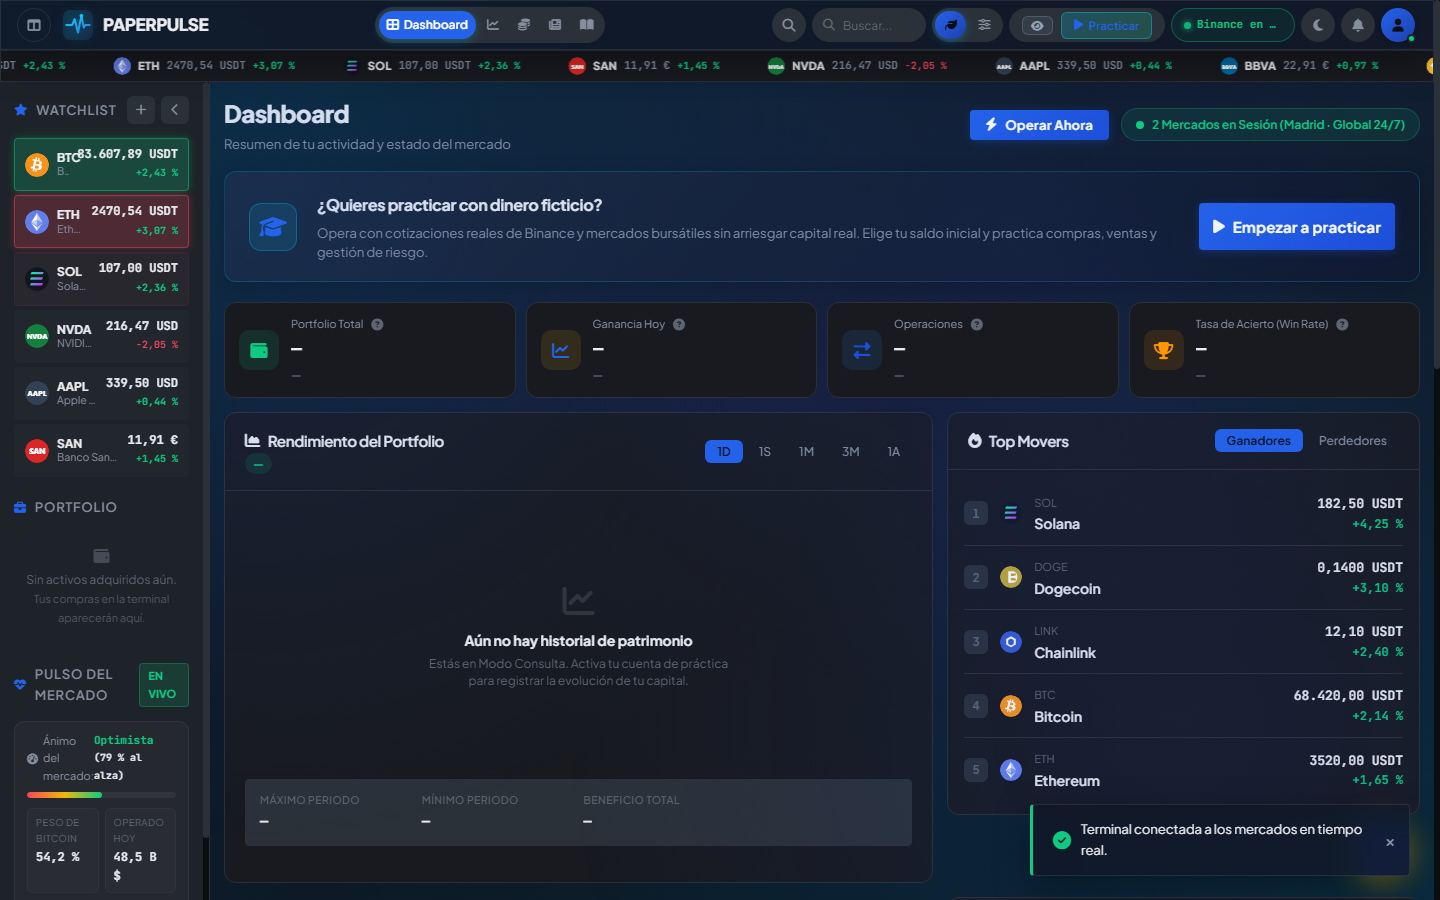 PAPERPULSE
Dashboard
Buscar...
Practicar
Binance en …
+2,43 %
ETH 2470,54 USDT +3,07 %
SOL 107,00 USDT +2,36 %
SAN 11,91 € +1,45 %
NVDA 216,47 USD -2,05 %
AAPL 339,50 USD +0,44 %
BBVA 22,91 € +0,97 %
WATCHLIST
BTC 83.607,89 USDT
B… +2,43 %
ETH 2470,54 USDT
Eth… +3,07 %
SOL 107,00 USDT
Sola… +2,36 %
NVDA 216,47 USD
NVIDI… -2,05 %
AAPL 339,50 USD
Apple … +0,44 %
SAN 11,91 €
Banco San… +1,45 %
PORTFOLIO
Sin activos adquiridos aún.
Tus compras en la terminal
aparecerán aquí.
PULSO DEL
MERCADO
EN
VIVO
Ánimo
del
mercado:
Optimista
(79 % al
alza)
PESO DE
BITCOIN
54,2 %
OPERADO
HOY
48,5 B
$
Dashboard
Resumen de tu actividad y estado del mercado
Operar Ahora
2 Mercados en Sesión (Madrid · Global 24/7)
¿Quieres practicar con dinero ficticio?
Opera con cotizaciones reales de Binance y mercados bursátiles sin arriesgar capital real. Elige tu saldo inicial y practica compras, ventas y
gestión de riesgo.
Empezar a practicar
Portfolio Total ?
—
—
Ganancia Hoy ?
—
—
Operaciones ?
—
—
Tasa de Acierto (Win Rate) ?
—
—
Rendimiento del Portfolio
—
1D 1S 1M 3M 1A
Aún no hay historial de patrimonio
Estás en Modo Consulta. Activa tu cuenta de práctica
para registrar la evolución de tu capital.
MÁXIMO PERIODO
—
MÍNIMO PERIODO
—
BENEFICIO TOTAL
—
Top Movers
Ganadores Perdedores
1 SOL 182,50 USDT
Solana +4,25 %
2 DOGE 0,1400 USDT
Dogecoin +3,10 %
3 LINK 12,10 USDT
Chainlink +2,40 %
4 BTC 68.420,00 USDT
Bitcoin +2,14 %
5 ETH 3520,00 USDT
Ethereum +1,65 %
Terminal conectada a los mercados en tiempo
real.
×